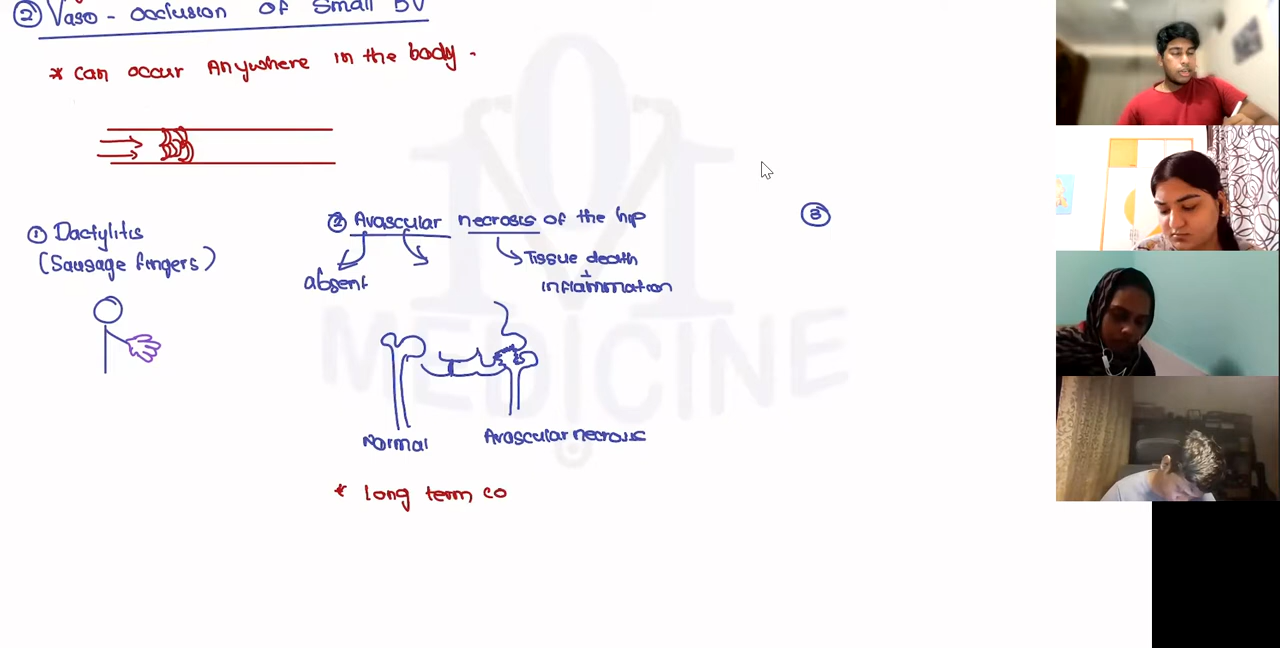 ② Vaso - occlusion of Small BV
* Can occur Anywhere in the body .
① Dactylitis
(Sausage fingers)
② Avascular necrosis of the hip
absent
Tissue death
+
inflammation
③
Normal
Avascular necrosis
* long term co
MEDICINE